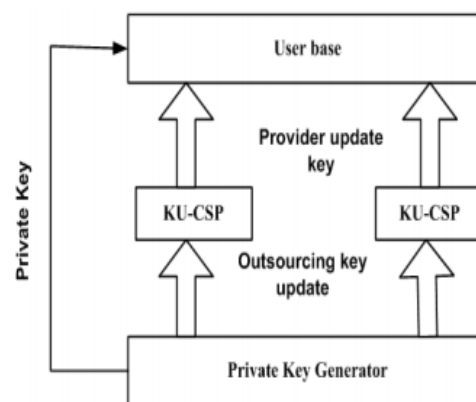 User base
Provider update
key
KU-CSP
KU-CSP
Private Key
Outsourcing key
update
Private Key Generator